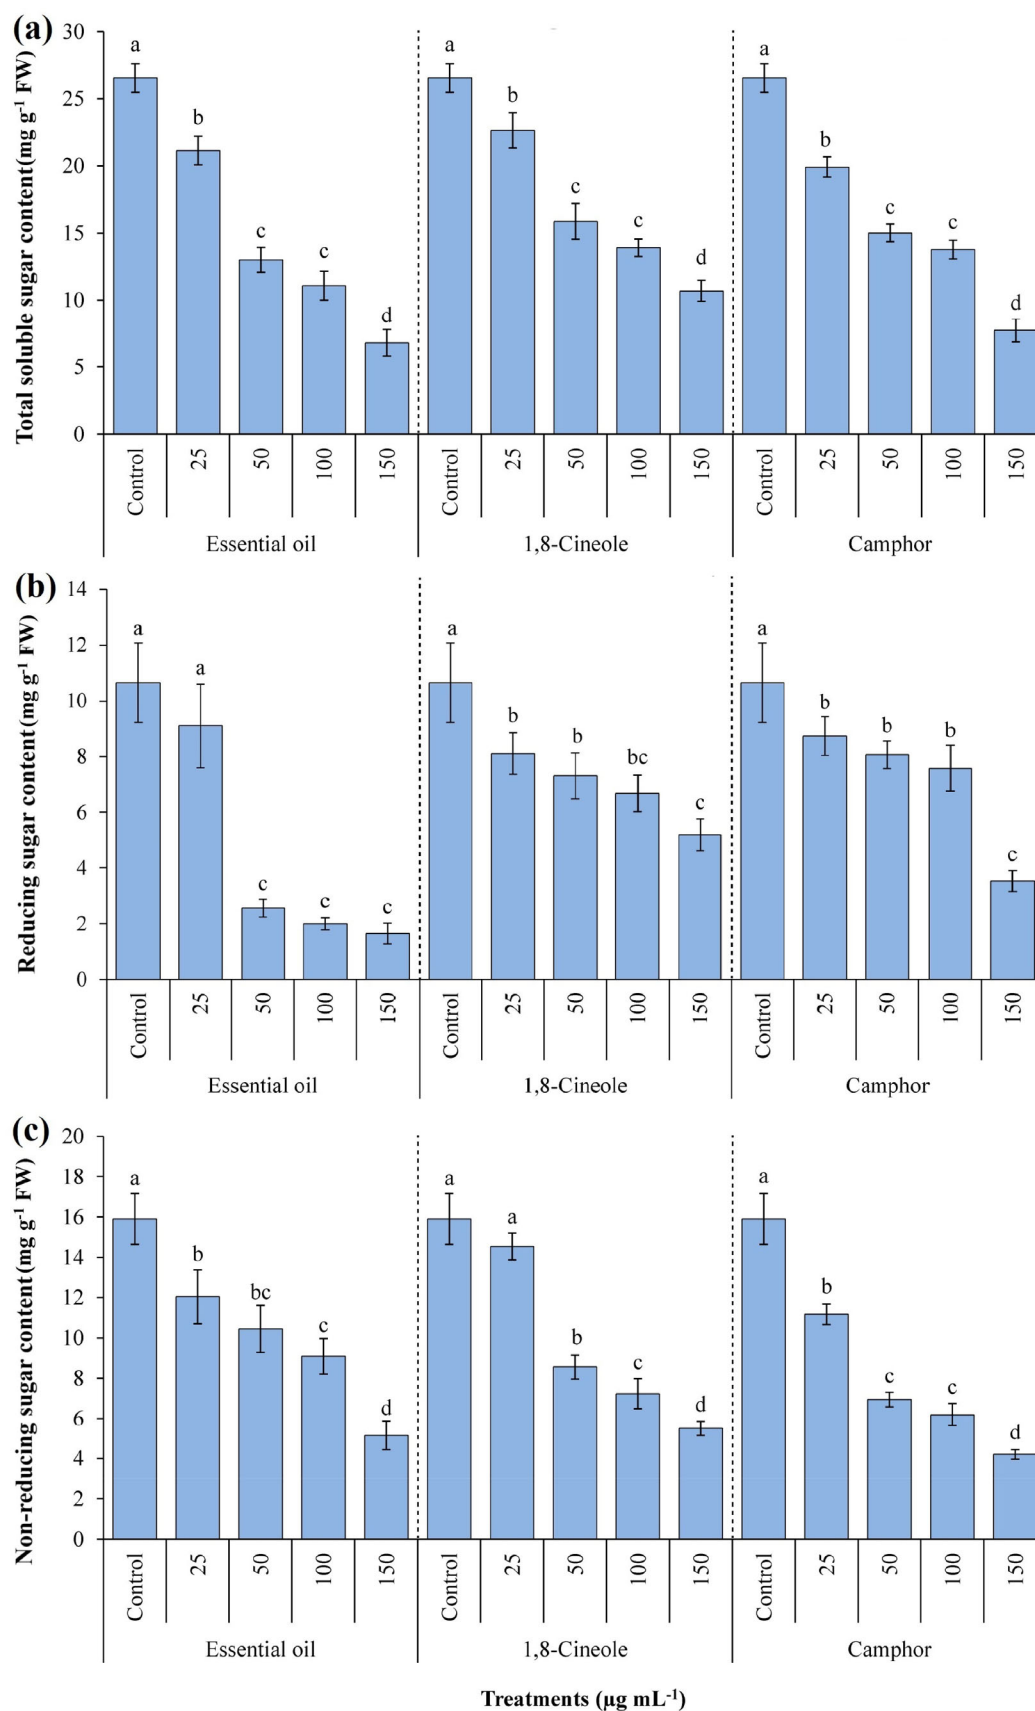 (a)
Total soluble sugar content(mg g⁻¹ FW)
30
25
20
15
10
5
0
a b c c d a b c c d a b c c d
Control 25 50 100 150 Control 25 50 100 150 Control 25 50 100 150
Essential oil 1,8-Cineole Camphor
(b)
Reducing sugar content(mg g⁻¹ FW)
14
12
10
8
6
4
2
0
a a c c c a b b bc c a b b b c
Control 25 50 100 150 Control 25 50 100 150 Control 25 50 100 150
Essential oil 1,8-Cineole Camphor
(c)
Non-reducing sugar content(mg g⁻¹ FW)
20
18
16
14
12
10
8
6
4
2
0
a b bc c d a a b c d a b c c d
Control 25 50 100 150 Control 25 50 100 150 Control 25 50 100 150
Essential oil 1,8-Cineole Camphor
Treatments (µg mL⁻¹)